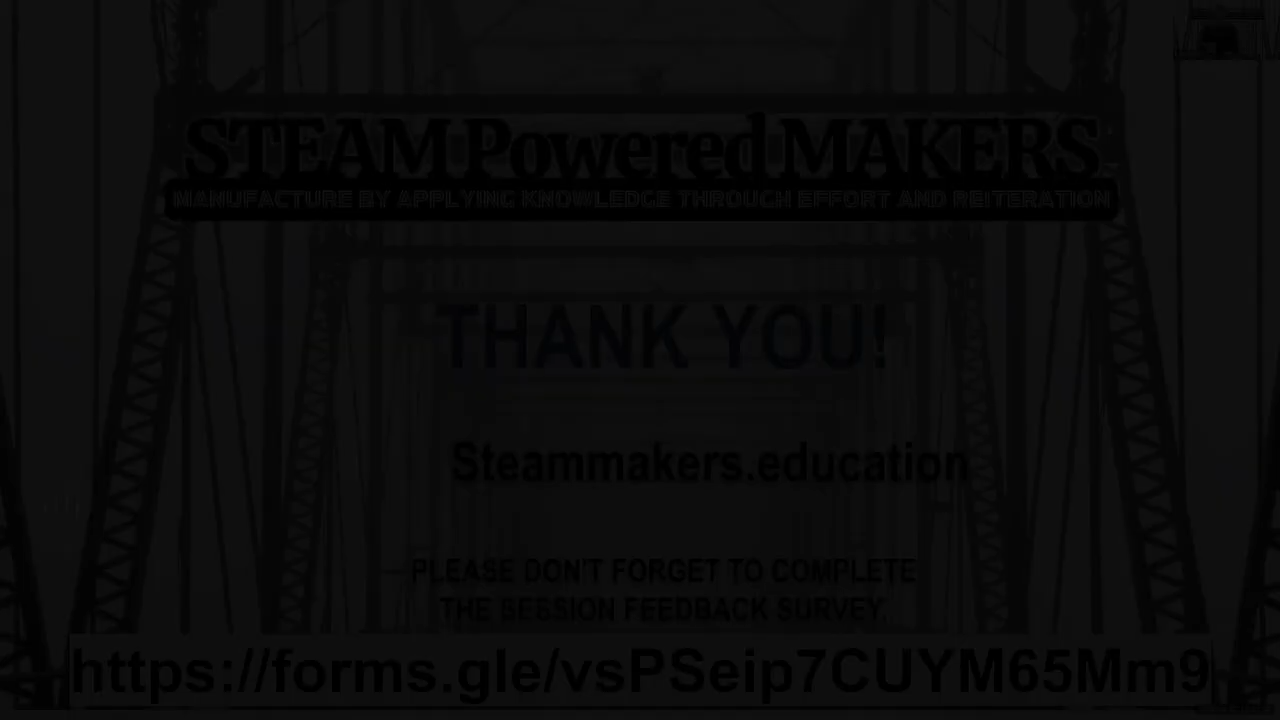 STEAM Powered MAKERS
MANUFACTURE BY APPLYING KNOWLEDGE THROUGH EFFORT AND REITERATION
THANK YOU!
Steammakers.education
PLEASE DON'T FORGET TO COMPLETE
THE SESSION FEEDBACK SURVEY.
https://forms.gle/vsPSeip7CUYM65Mm9